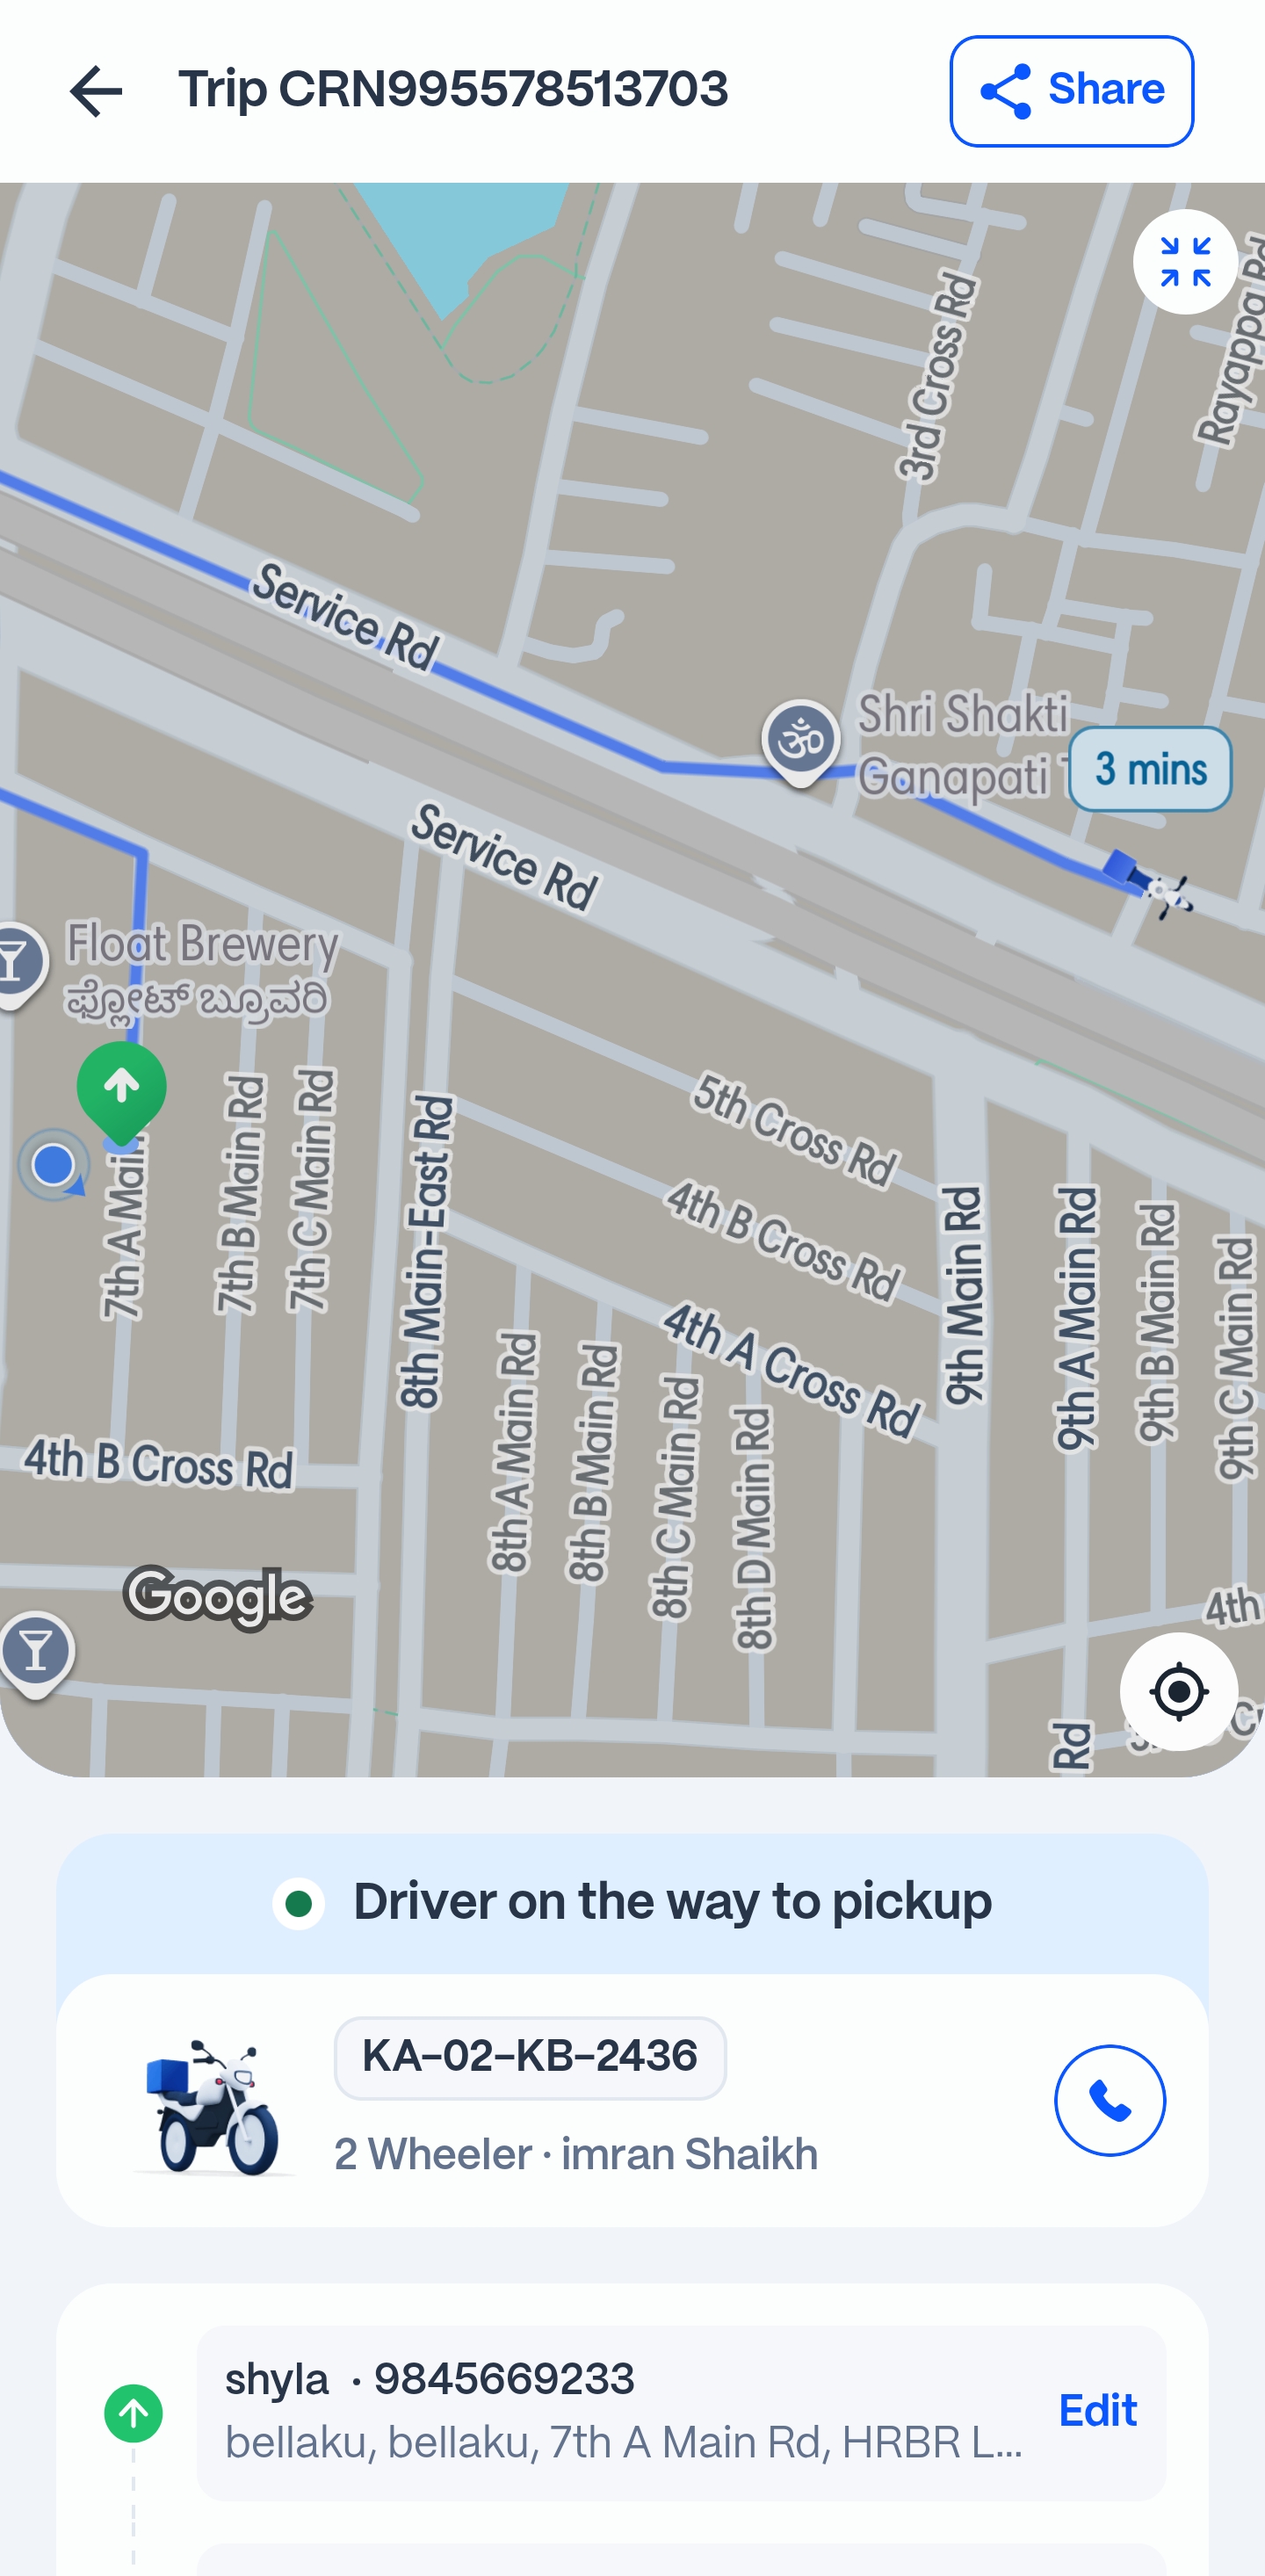 Trip CRN995578513703
Share
3rd Cross Rd
Rayappa Rd
Service Rd
Shri Shakti
Ganapati
3 mins
Service Rd
Float Brewery
ಫ್ಲೋಟ್ ಬ್ರೂವರಿ
5th Cross Rd
4th B Cross Rd
4th A Cross Rd
7th A Main
7th B Main Rd
7th C Main Rd
8th Main-East Rd
9th Main Rd
9th A Main Rd
9th B Main Rd
9th C Main Rd
8th A Main Rd
8th B Main Rd
8th C Main Rd
8th D Main Rd
4th B Cross Rd
Google
4th
Rd
Driver on the way to pickup
KA-02-KB-2436
2 Wheeler · imran Shaikh
shyla · 9845669233
bellaku, bellaku, 7th A Main Rd, HRBR L...
Edit